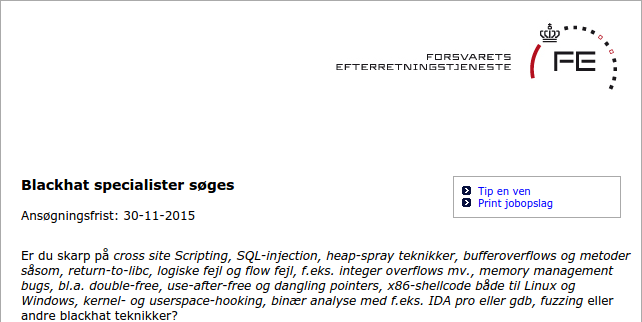 FORSVARETS
EFTERRETNINGSTJENESTE
FE
Blackhat specialister søges
Tip en ven
Print jobopslag
Ansøgningsfrist: 30-11-2015
Er du skarp på cross site Scripting, SQL-injection, heap-spray teknikker, bufferoverflows og metoder
såsom, return-to-libc, logiske fejl og flow fejl, f.eks. integer overflows mv., memory management
bugs, bl.a. double-free, use-after-free og dangling pointers, x86-shellcode både til Linux og
Windows, kernel- og userspace-hooking, binær analyse med f.eks. IDA pro eller gdb, fuzzing eller
andre blackhat teknikker?